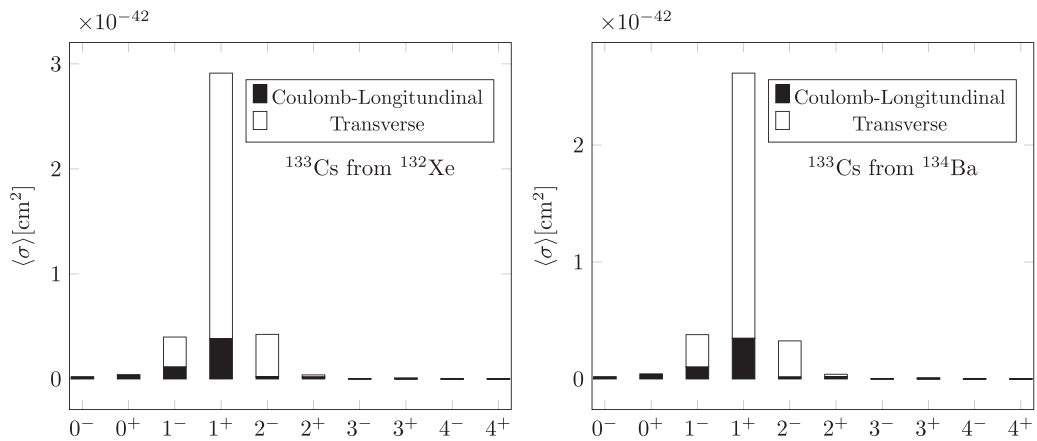 ×10⁻⁴²
3
2
1
0
⟨σ⟩[cm²]
Coulomb-Longitundinal
Transverse
¹³³Cs from ¹³²Xe
0⁻ 0⁺ 1⁻ 1⁺ 2⁻ 2⁺ 3⁻ 3⁺ 4⁻ 4⁺
×10⁻⁴²
2
1
0
⟨σ⟩[cm²]
Coulomb-Longitundinal
Transverse
¹³³Cs from ¹³⁴Ba
0⁻ 0⁺ 1⁻ 1⁺ 2⁻ 2⁺ 3⁻ 3⁺ 4⁻ 4⁺